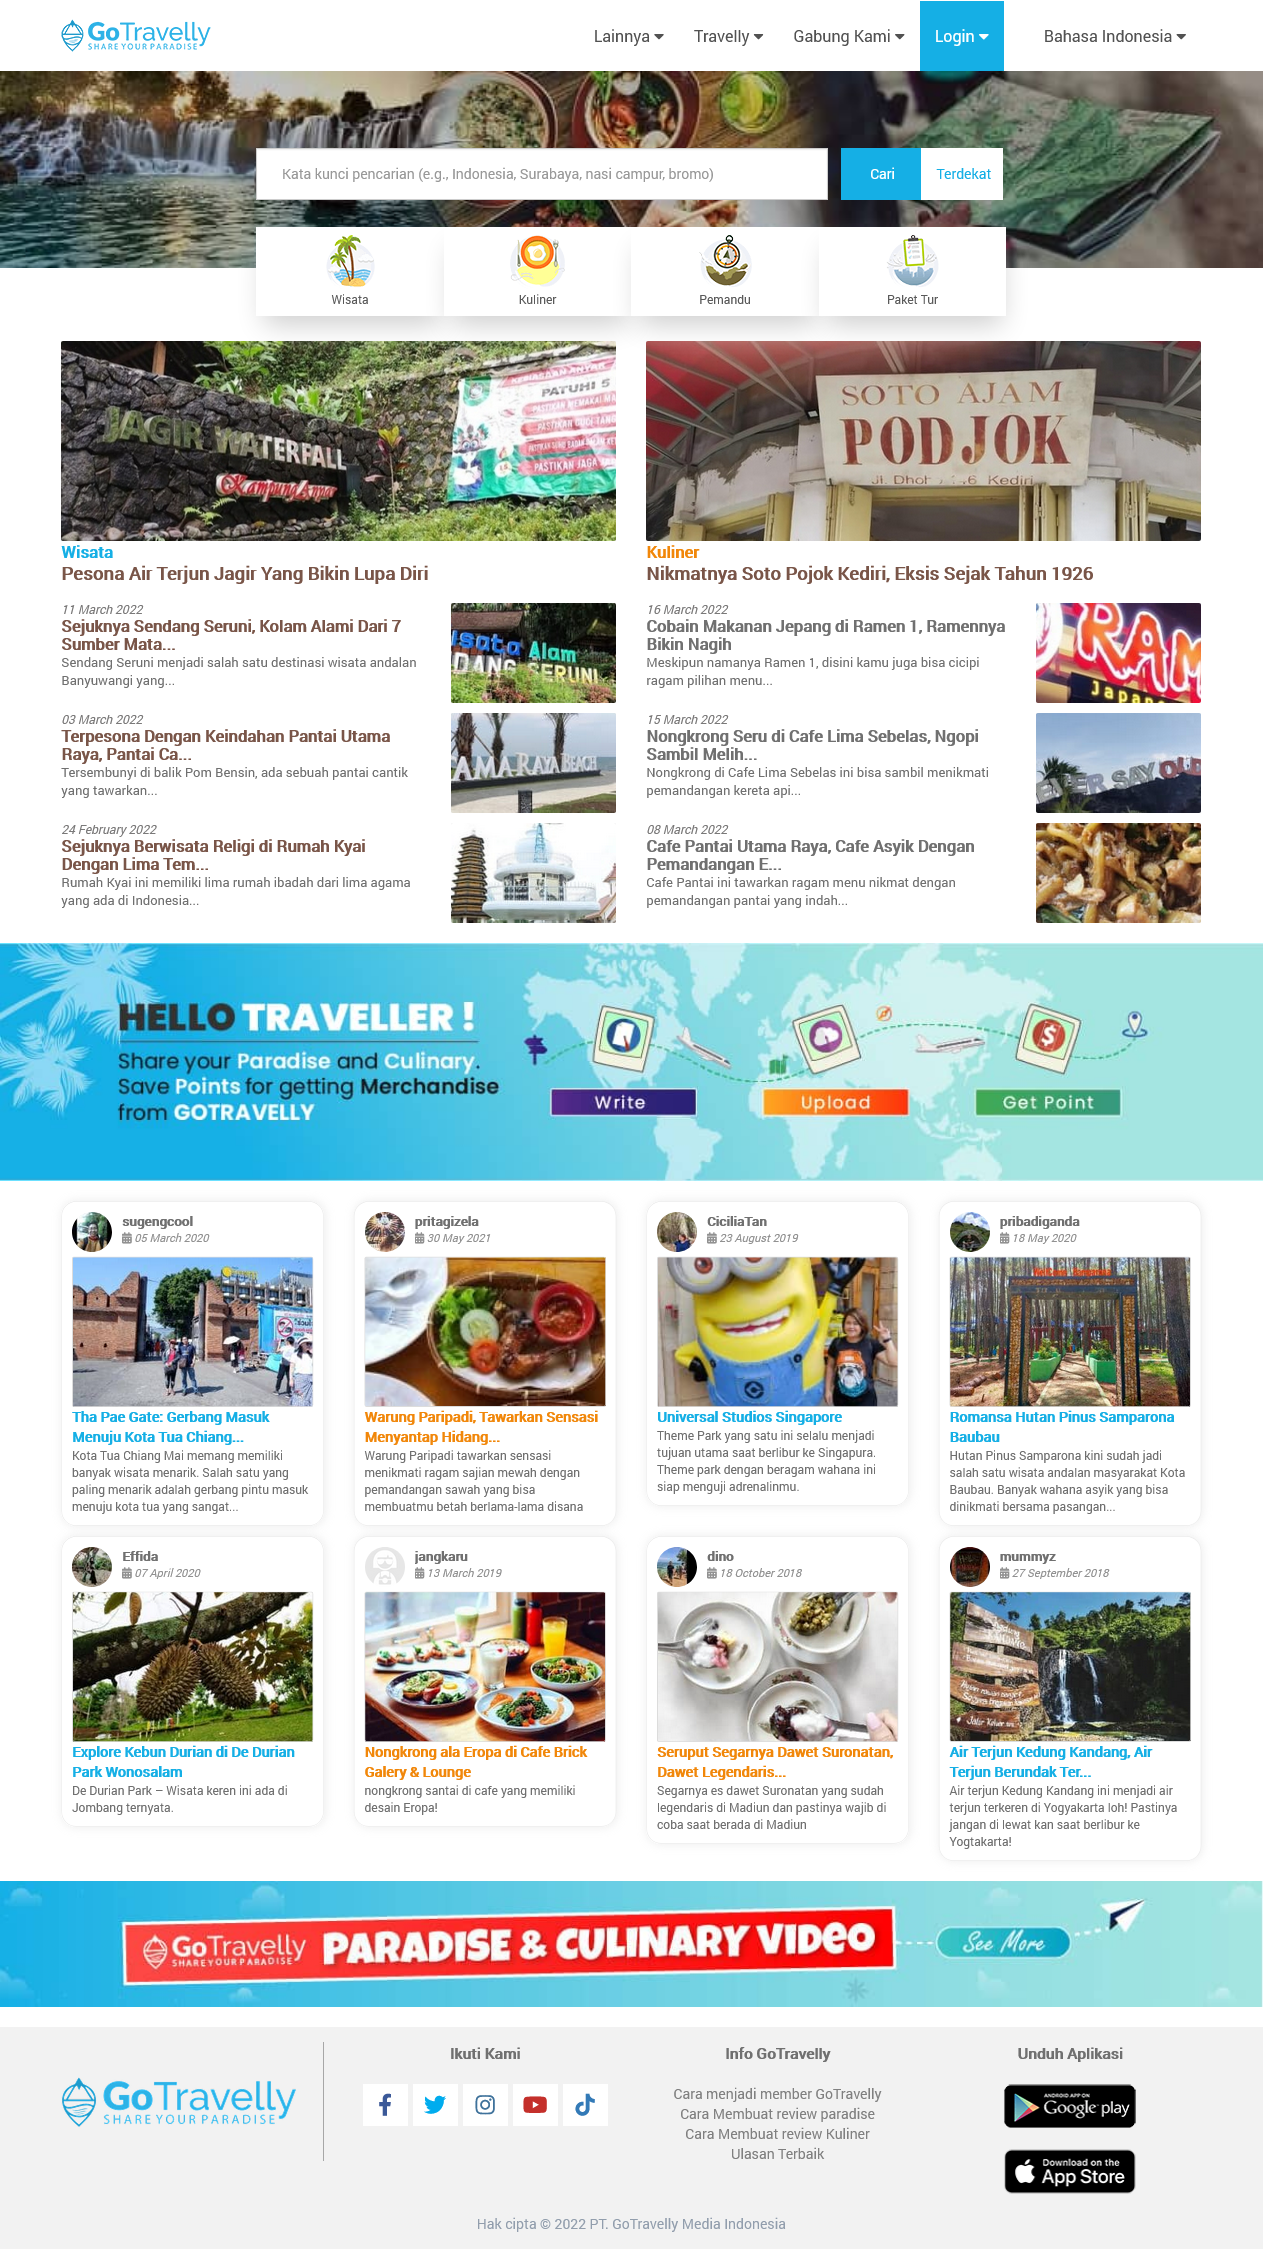 GoTravelly
SHARE YOUR PARADISE
Lainnya
Travelly
Gabung Kami
Login
Bahasa Indonesia
Kata kunci pencarian (e.g., Indonesia, Surabaya, nasi campur, bromo)
Cari
Terdekat
Wisata
Kuliner
Pemandu
Paket Tur
JAGIR WATERFALL
Kampung Anyar
PATUHI 5
SOTO AJAM
PODJOK
Wisata
Pesona Air Terjun Jagir Yang Bikin Lupa Diri
11 March 2022
Sejuknya Sendang Seruni, Kolam Alami Dari 7
Sumber Mata...
Sendang Seruni menjadi salah satu destinasi wisata andalan
Banyuwangi yang...
03 March 2022
Terpesona Dengan Keindahan Pantai Utama
Raya, Pantai Ca...
Tersembunyi di balik Pom Bensin, ada sebuah pantai cantik
yang tawarkan...
AMA RAYA BEACH
24 February 2022
Sejuknya Berwisata Religi di Rumah Kyai
Dengan Lima Tem...
Rumah Kyai ini memiliki lima rumah ibadah dari lima agama
yang ada di Indonesia...
Kuliner
Nikmatnya Soto Pojok Kediri, Eksis Sejak Tahun 1926
16 March 2022
Cobain Makanan Jepang di Ramen 1, Ramennya
Bikin Nagih
Meskipun namanya Ramen 1, disini kamu juga bisa cicipi
ragam pilihan menu...
15 March 2022
Nongkrong Seru di Cafe Lima Sebelas, Ngopi
Sambil Melih...
Nongkrong di Cafe Lima Sebelas ini bisa sambil menikmati
pemandangan kereta api...
EVER SAY OLD
08 March 2022
Cafe Pantai Utama Raya, Cafe Asyik Dengan
Pemandangan E...
Cafe Pantai ini tawarkan ragam menu nikmat dengan
pemandangan pantai yang indah...
HELLO TRAVELLER !
Share your Paradise and Culinary.
Save Points for getting Merchandise
from GOTRAVELLY
Write
Upload
Get Point
sugengcool
05 March 2020
Tha Pae Gate: Gerbang Masuk
Menuju Kota Tua Chiang...
Kota Tua Chiang Mai memang memiliki
banyak wisata menarik. Salah satu yang
paling menarik adalah gerbang pintu masuk
menuju kota tua yang sangat...
pritagizela
30 May 2021
Warung Paripadi, Tawarkan Sensasi
Menyantap Hidang...
Warung Paripadi tawarkan sensasi
menikmati ragam sajian mewah dengan
pemandangan sawah yang bisa
membuatmu betah berlama-lama disana
CiciliaTan
23 August 2019
Universal Studios Singapore
Theme Park yang satu ini selalu menjadi
tujuan utama saat berlibur ke Singapura.
Theme park dengan beragam wahana ini
siap menguji adrenalinmu.
pribadiganda
18 May 2020
Romansa Hutan Pinus Samparona
Baubau
Hutan Pinus Samparona kini sudah jadi
salah satu wisata andalan masyarakat Kota
Baubau. Banyak wahana asyik yang bisa
dinikmati bersama pasangan...
Effida
07 April 2020
Explore Kebun Durian di De Durian
Park Wonosalam
De Durian Park – Wisata keren ini ada di
Jombang ternyata.
jangkaru
13 March 2019
Nongkrong ala Eropa di Cafe Brick
Galery & Lounge
nongkrong santai di cafe yang memiliki
desain Eropa!
dino
18 October 2018
Seruput Segarnya Dawet Suronatan,
Dawet Legendaris...
Segarnya es dawet Suronatan yang sudah
legendaris di Madiun dan pastinya wajib di
coba saat berada di Madiun
mummyz
27 September 2018
Air Terjun Kedung Kandang, Air
Terjun Berundak Ter...
Air terjun Kedung Kandang ini menjadi air
terjun terkeren di Yogyakarta loh! Pastinya
jangan di lewat kan saat berlibur ke
Yogtakarta!
GoTravelly
SHARE YOUR PARADISE
PARADISE & CULINARY VIDEO
See More
GoTravelly
SHARE YOUR PARADISE
Ikuti Kami
Info GoTravelly
Cara menjadi member GoTravelly
Cara Membuat review paradise
Cara Membuat review Kuliner
Ulasan Terbaik
Unduh Aplikasi
ANDROID APP ON
Google play
Download on the
App Store
Hak cipta © 2022 PT. GoTravelly Media Indonesia